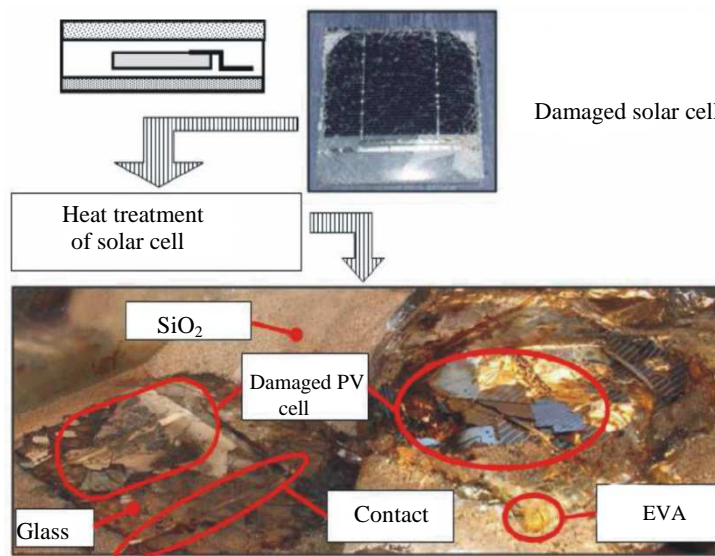 Damaged solar cell
Heat treatment
of solar cell
SiO₂
Damaged PV
cell
Glass
Contact
EVA